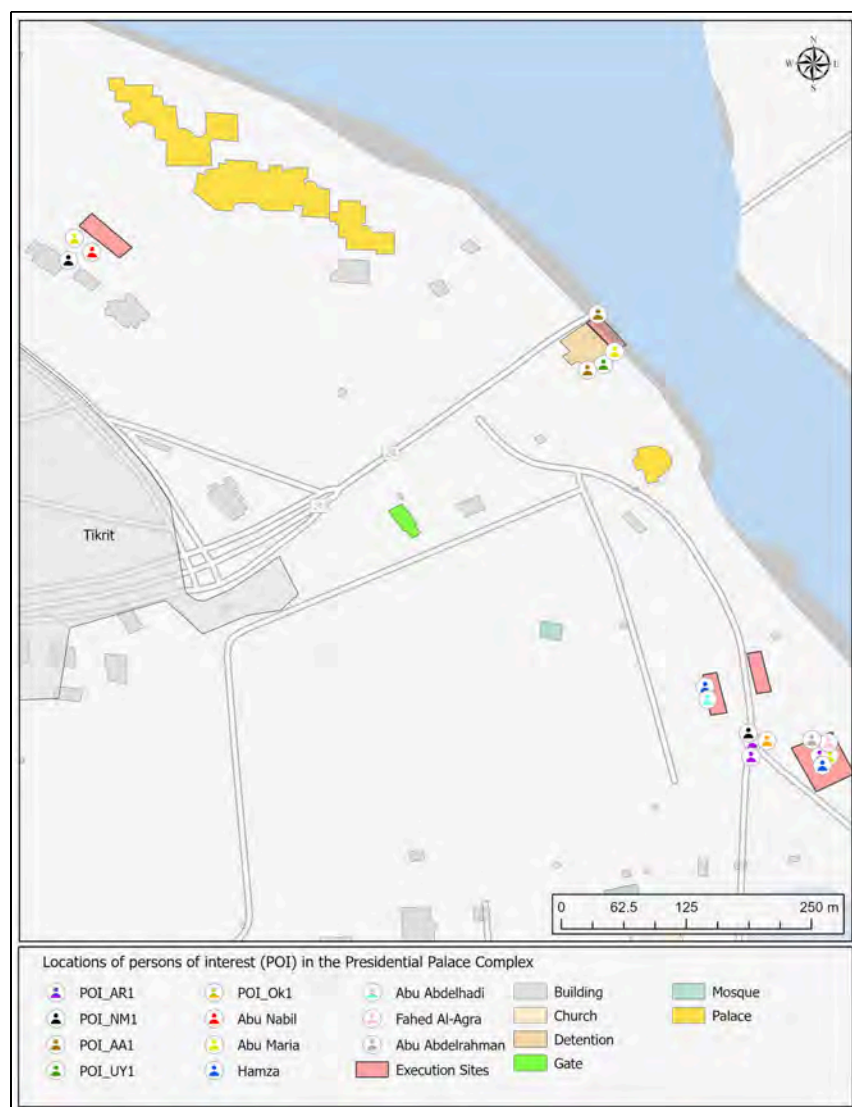 N
W E
S
Tikrit
0 62.5 125 250 m
Locations of persons of interest (POI) in the Presidential Palace Complex
POI_AR1 POI_Ok1 Abu Abdelhadi Building Mosque
POI_NM1 Abu Nabil Fahed Al-Agra Church Palace
POI_AA1 Abu Maria Abu Abdelrahman Detention
POI_UY1 Hamza Execution Sites Gate